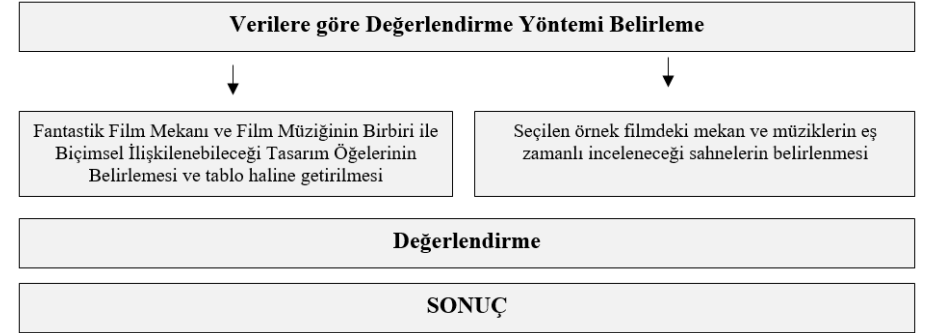 Verilere göre Değerlendirme Yöntemi Belirleme
Fantastik Film Mekanı ve Film Müziğinin Birbiri ile
Biçimsel İlişkilenebileceği Tasarım Öğelerinin
Belirlemesi ve tablo haline getirilmesi
Seçilen örnek filmdeki mekan ve müziklerin eş
zamanlı inceleneceği sahnelerin belirlenmesi
Değerlendirme
SONUÇ